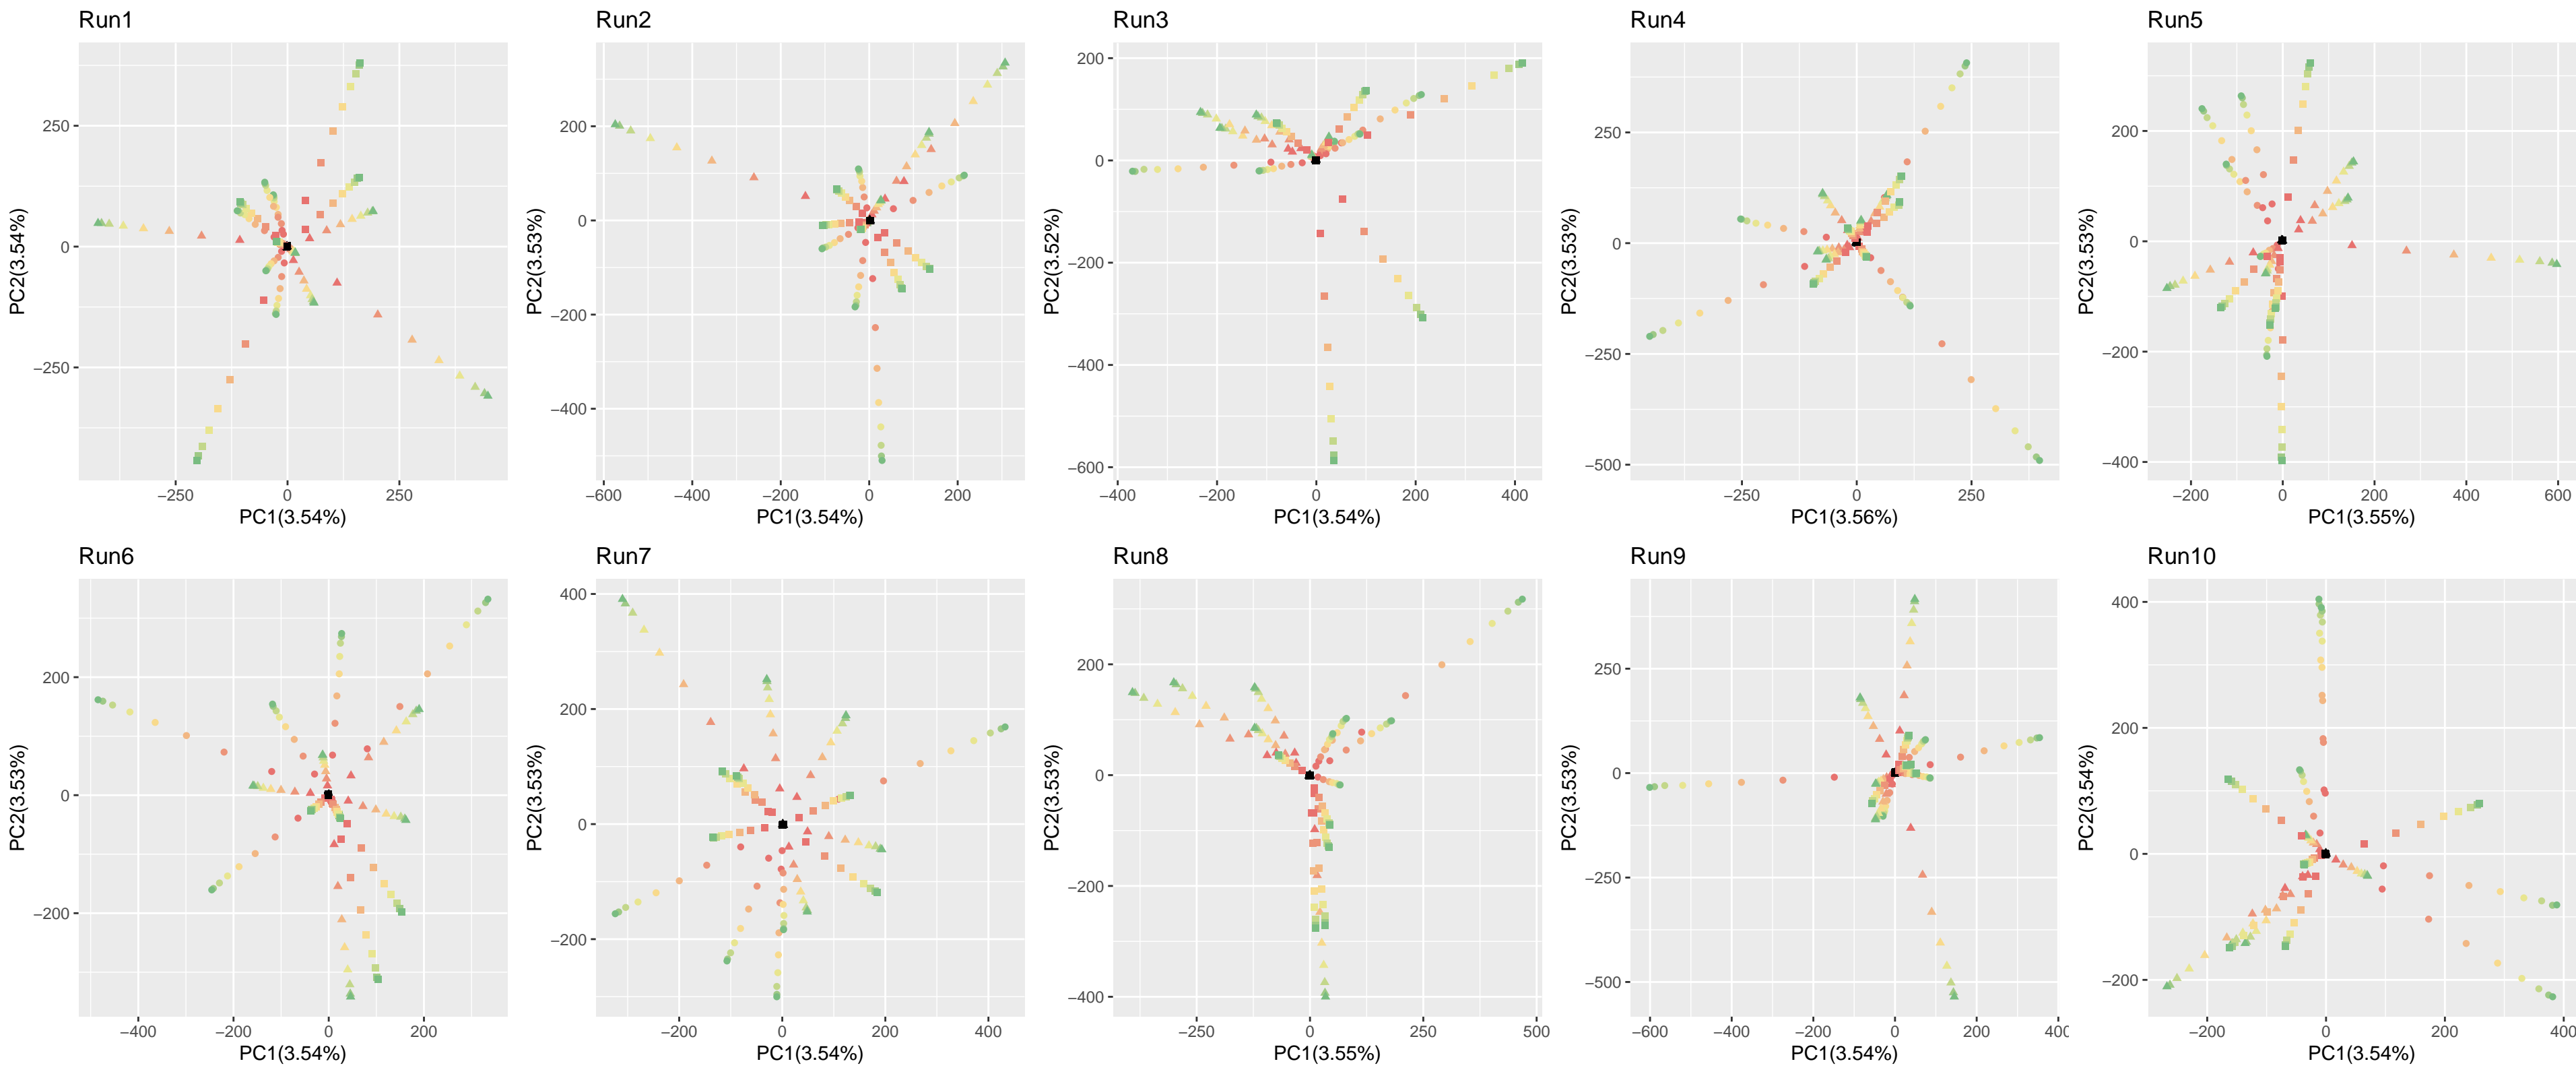 Run1
Run2
Run3
Run4
Run5
250
0
−250
−250
0
250
PC1(3.54%)
PC2(3.54%)
200
0
−200
−400
−600
−400
−200
0
200
PC1(3.54%)
PC2(3.53%)
200
0
−200
−400
−600
−400
−200
0
200
400
PC1(3.54%)
PC2(3.52%)
250
0
−250
−500
−250
0
250
PC1(3.56%)
PC2(3.53%)
200
0
−200
−400
−200
0
200
400
600
PC1(3.55%)
PC2(3.53%)
Run6
Run7
Run8
Run9
Run10
200
0
−200
−400
−200
0
200
PC1(3.54%)
PC2(3.53%)
400
200
0
−200
−200
0
200
400
PC1(3.54%)
PC2(3.53%)
200
0
−200
−400
−250
0
250
500
PC1(3.55%)
PC2(3.53%)
250
0
−250
−500
−600
−400
−200
0
200
400
PC1(3.54%)
PC2(3.53%)
400
200
0
−200
−200
0
200
400
PC1(3.54%)
PC2(3.54%)